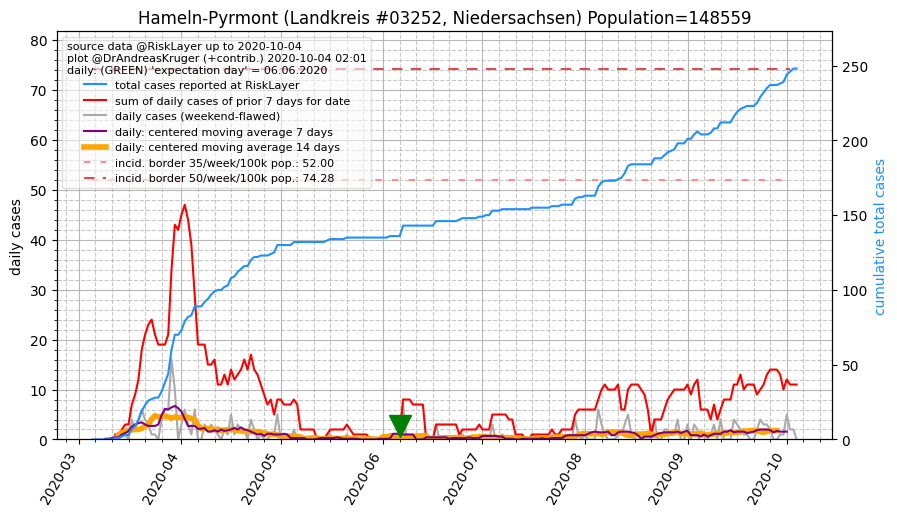 Hameln-Pyrmont (Landkreis #03252, Niedersachsen) Population=148559
source data @RiskLayer up to 2020-10-04
plot @DrAndreasKruger (+contrib.) 2020-10-04 02:01
daily: (GREEN) 'expectation day' = 06.06.2020
total cases reported at RiskLayer
sum of daily cases of prior 7 days for date
daily cases (weekend-flawed)
daily: centered moving average 7 days
daily: centered moving average 14 days
incid. border 35/week/100k pop.: 52.00
incid. border 50/week/100k pop.: 74.28
daily cases
80
70
60
50
40
30
20
10
0
cumulative total cases
250
200
150
100
50
0
2020-03
2020-04
2020-05
2020-06
2020-07
2020-08
2020-09
2020-10